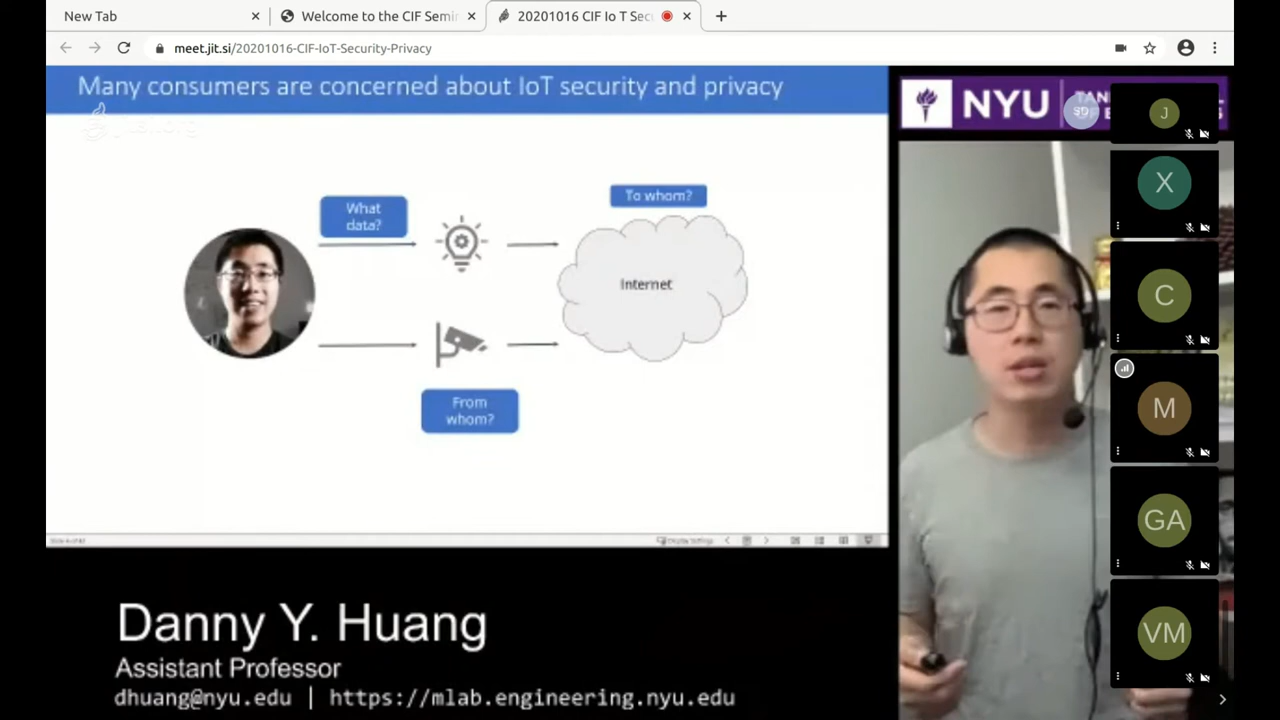 New Tab
Welcome to the CIF Semin
20201016 CIF Io T Sec
meet.jit.si/20201016-CIF-IoT-Security-Privacy
Many consumers are concerned about IoT security and privacy
What
data?
To whom?
Internet
From
whom?
NYU
SD
J
X
C
M
GA
VM
Danny Y. Huang
Assistant Professor
dhuang@nyu.edu | https://mlab.engineering.nyu.edu